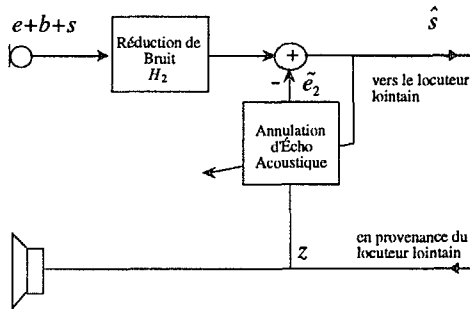 e+b+s
Réduction de
Bruit
H₂
+
ŝ
-
ẽ₂
vers le locuteur
lointain
Annulation
d'Écho
Acoustique
z
en provenance du
locuteur lointain